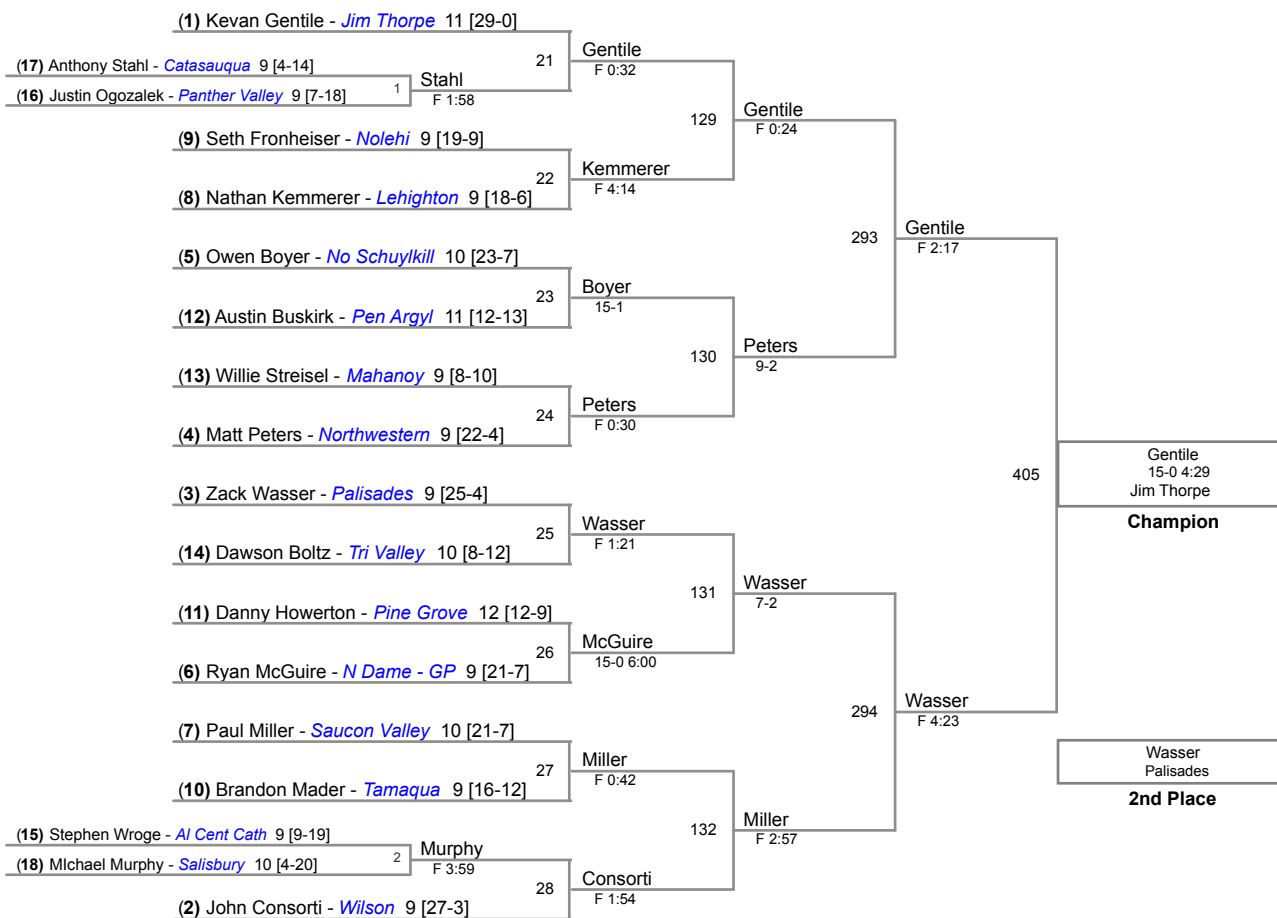 (1) Kevan Gentile - Jim Thorpe 11 [29-0]
21
Gentile
F 0:32
(17) Anthony Stahl - Catasauqua 9 [4-14]
1
Stahl
F 1:58
(16) Justin Ogozalek - Panther Valley 9 [7-18]
129
Gentile
F 0:24
(9) Seth Fronheiser - Nolehi 9 [19-9]
22
Kemmerer
F 4:14
(8) Nathan Kemmerer - Lehighton 9 [18-6]
293
Gentile
F 2:17
(5) Owen Boyer - No Schuylkill 10 [23-7]
23
Boyer
15-1
(12) Austin Buskirk - Pen Argyl 11 [12-13]
130
Peters
9-2
(13) Willie Streisel - Mahanoy 9 [8-10]
24
Peters
F 0:30
(4) Matt Peters - Northwestern 9 [22-4]
405
Gentile
15-0 4:29
Jim Thorpe
Champion
(3) Zack Wasser - Palisades 9 [25-4]
25
Wasser
F 1:21
(14) Dawson Boltz - Tri Valley 10 [8-12]
131
Wasser
7-2
(11) Danny Howerton - Pine Grove 12 [12-9]
26
McGuire
15-0 6:00
(6) Ryan McGuire - N Dame - GP 9 [21-7]
294
Wasser
F 4:23
(7) Paul Miller - Saucon Valley 10 [21-7]
27
Miller
F 0:42
(10) Brandon Mader - Tamaqua 9 [16-12]
Wasser
Palisades
2nd Place
132
Miller
F 2:57
(15) Stephen Wroge - Al Cent Cath 9 [9-19]
2
Murphy
F 3:59
(18) MIchael Murphy - Salisbury 10 [4-20]
28
Consorti
F 1:54
(2) John Consorti - Wilson 9 [27-3]